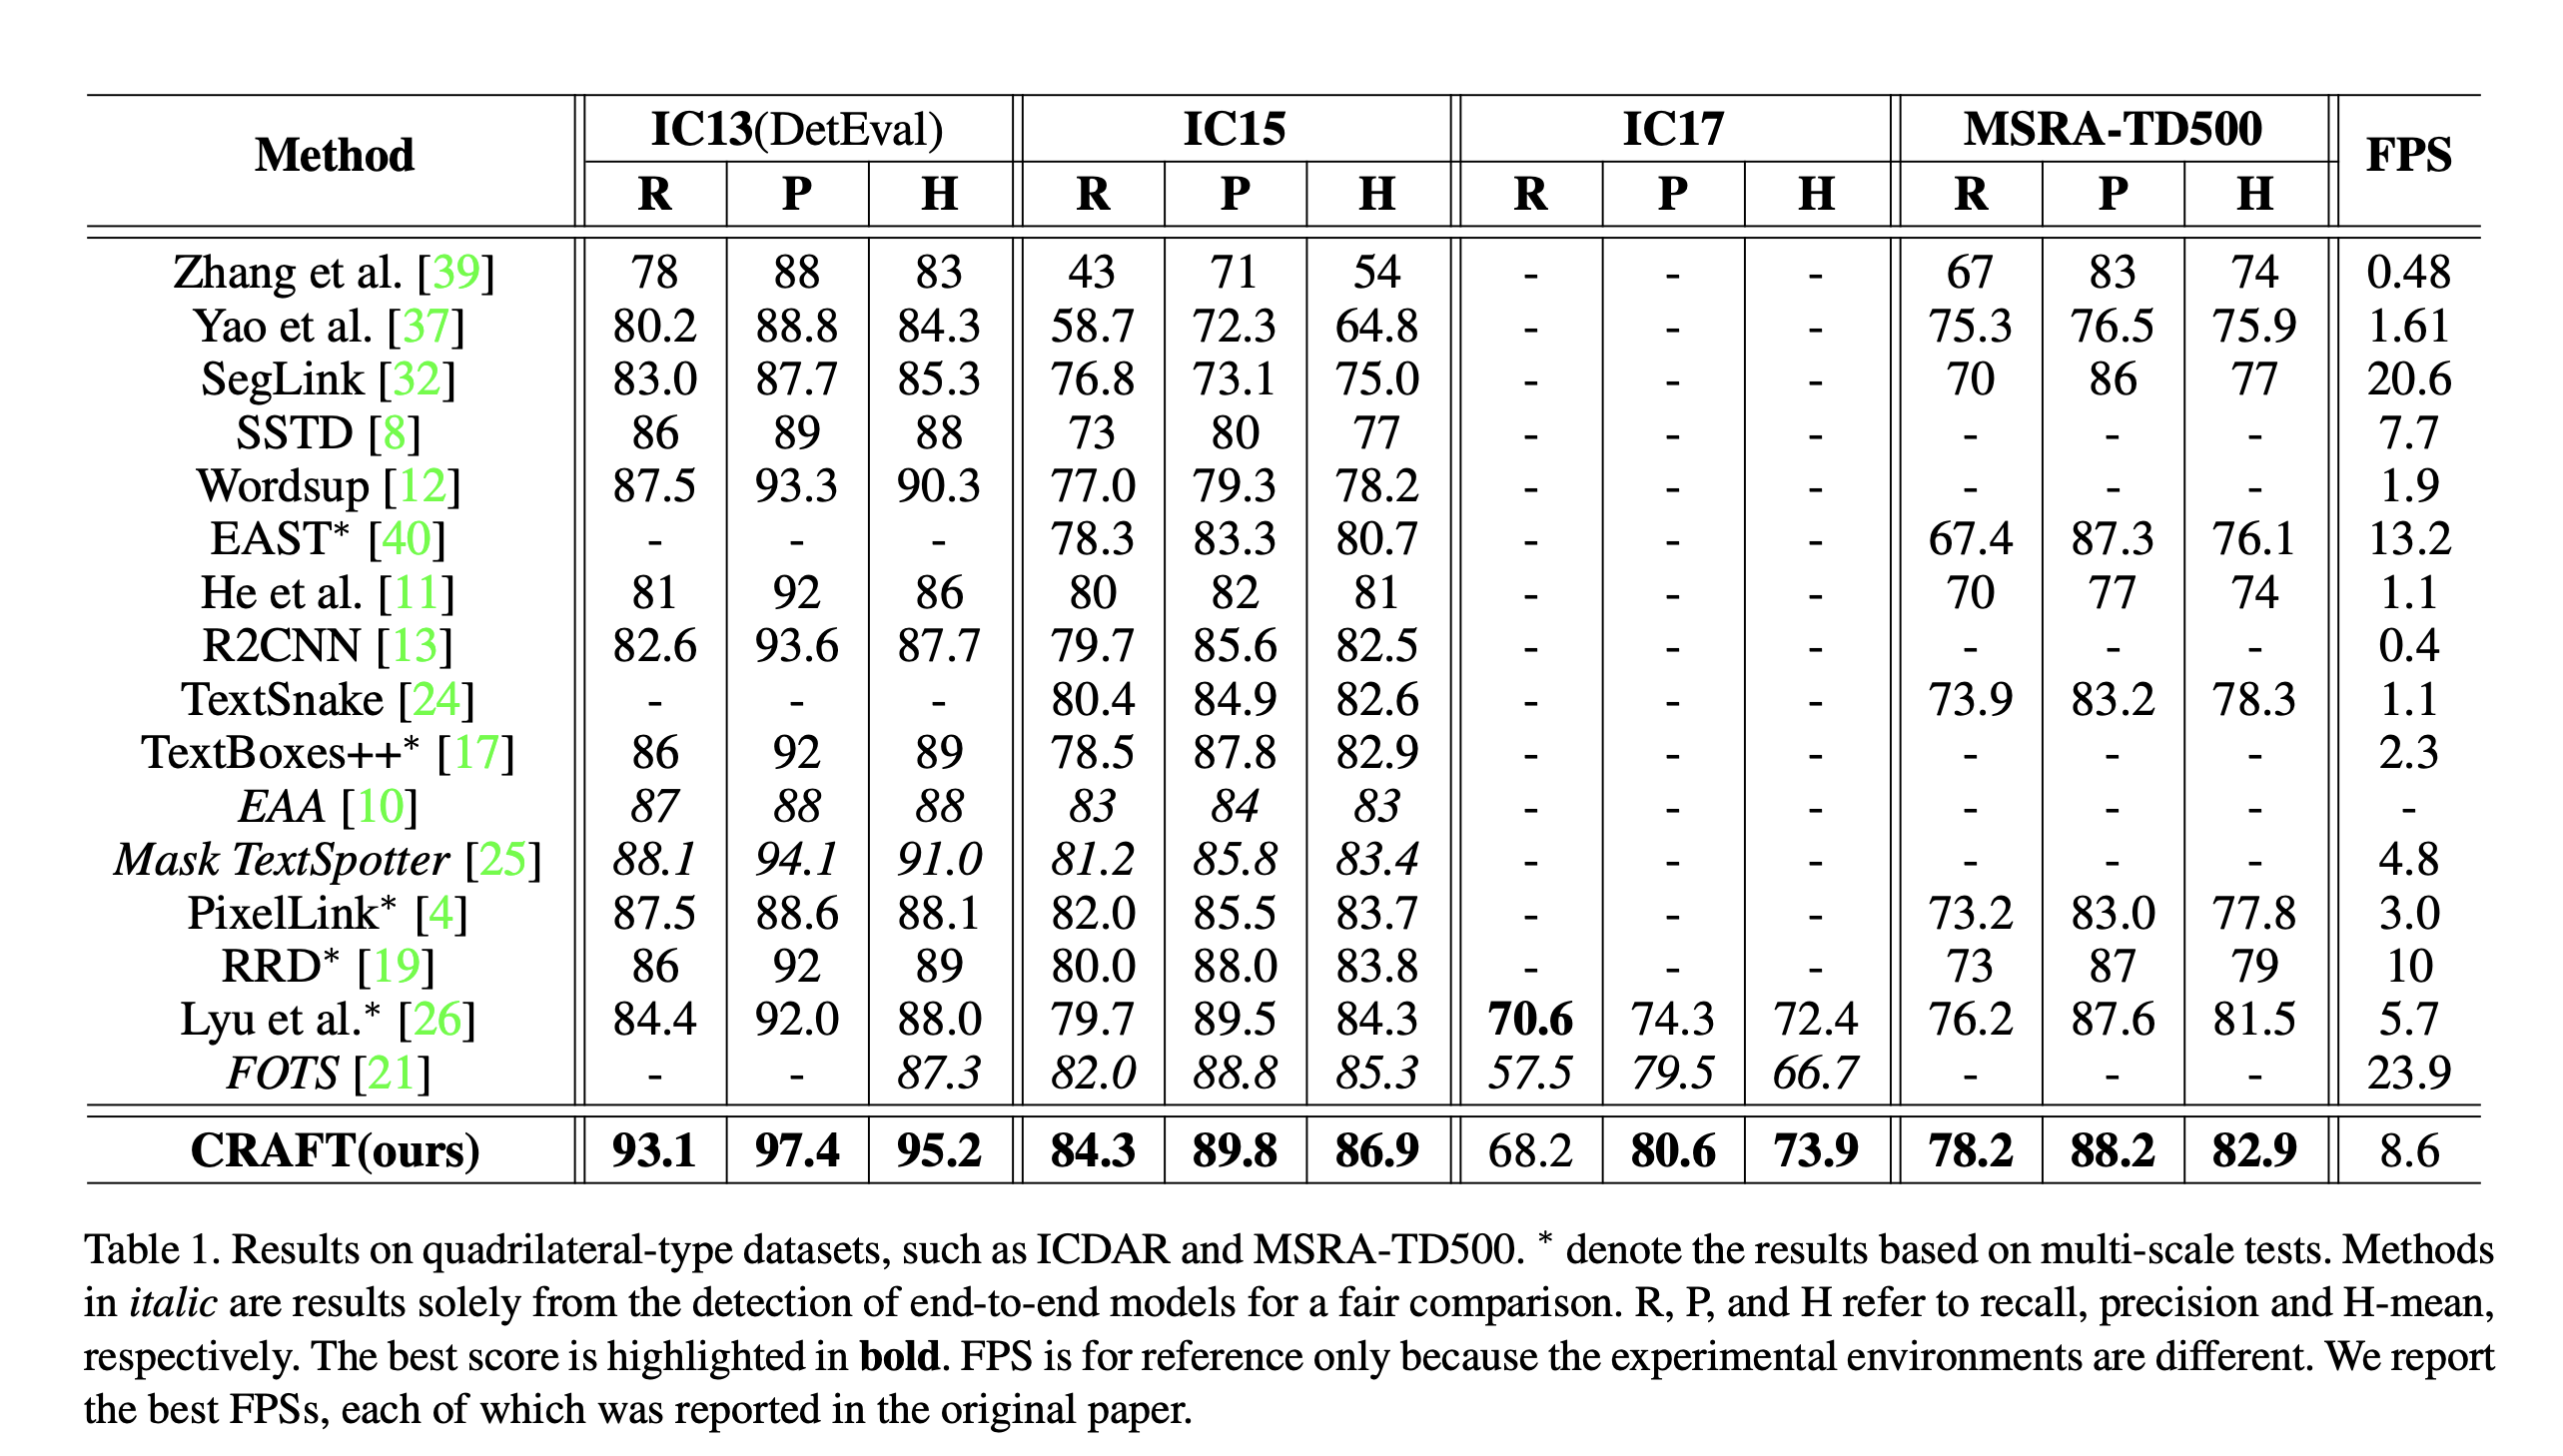 Method IC13(DetEval) IC15 IC17 MSRA-TD500 FPS
R P H R P H R P H R P H
Zhang et al. [39] 78 88 83 43 71 54 - - - 67 83 74 0.48
Yao et al. [37] 80.2 88.8 84.3 58.7 72.3 64.8 - - - 75.3 76.5 75.9 1.61
SegLink [32] 83.0 87.7 85.3 76.8 73.1 75.0 - - - 70 86 77 20.6
SSTD [8] 86 89 88 73 80 77 - - - - - - 7.7
Wordsup [12] 87.5 93.3 90.3 77.0 79.3 78.2 - - - - - - 1.9
EAST* [40] - - - 78.3 83.3 80.7 - - - 67.4 87.3 76.1 13.2
He et al. [11] 81 92 86 80 82 81 - - - 70 77 74 1.1
R2CNN [13] 82.6 93.6 87.7 79.7 85.6 82.5 - - - - - - 0.4
TextSnake [24] - - - 80.4 84.9 82.6 - - - 73.9 83.2 78.3 1.1
TextBoxes++* [17] 86 92 89 78.5 87.8 82.9 - - - - - - 2.3
EAA [10] 87 88 88 83 84 83 - - - - - - -
Mask TextSpotter [25] 88.1 94.1 91.0 81.2 85.8 83.4 - - - - - - 4.8
PixelLink* [4] 87.5 88.6 88.1 82.0 85.5 83.7 - - - 73.2 83.0 77.8 3.0
RRD* [19] 86 92 89 80.0 88.0 83.8 - - - 73 87 79 10
Lyu et al.* [26] 84.4 92.0 88.0 79.7 89.5 84.3 70.6 74.3 72.4 76.2 87.6 81.5 5.7
FOTS [21] - - 87.3 82.0 88.8 85.3 57.5 79.5 66.7 - - - 23.9
CRAFT(ours) 93.1 97.4 95.2 84.3 89.8 86.9 68.2 80.6 73.9 78.2 88.2 82.9 8.6
Table 1. Results on quadrilateral-type datasets, such as ICDAR and MSRA-TD500. * denote the results based on multi-scale tests. Methods
in italic are results solely from the detection of end-to-end models for a fair comparison. R, P, and H refer to recall, precision and H-mean,
respectively. The best score is highlighted in bold. FPS is for reference only because the experimental environments are different. We report
the best FPSs, each of which was reported in the original paper.